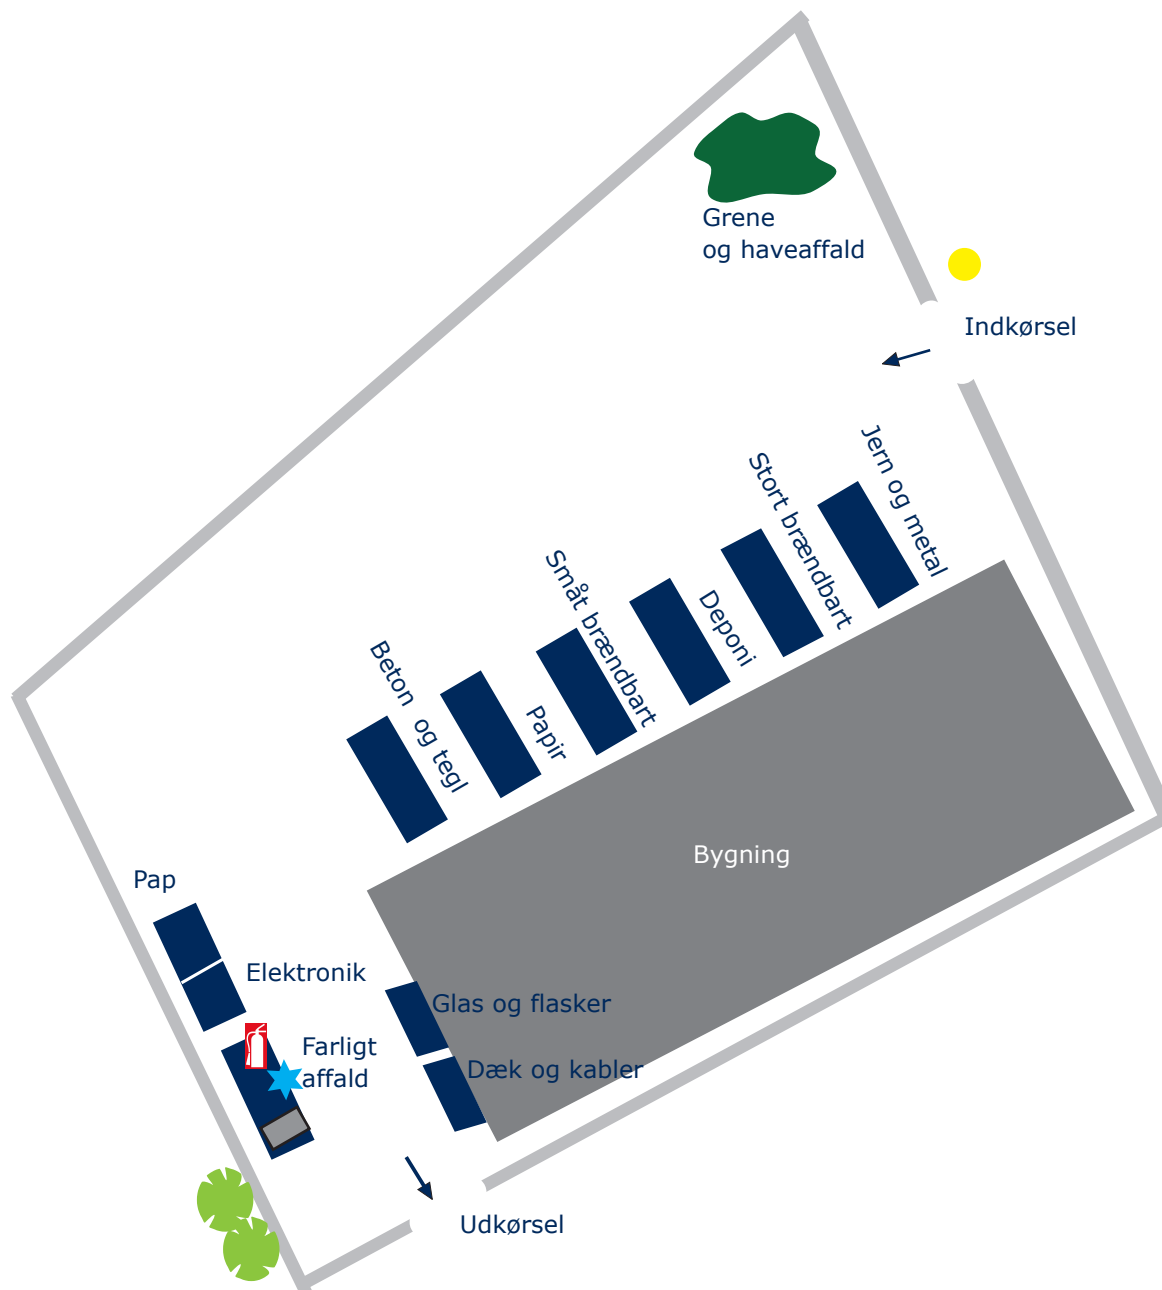 Grene
og haveaffald
Indkørsel
Jern og metal
Stort brændbart
Deponi
Småt brændbart
Papir
Beton og tegl
Bygning
Pap
Elektronik
Glas og flasker
Farligt
affald
Dæk og kabler
Udkørsel